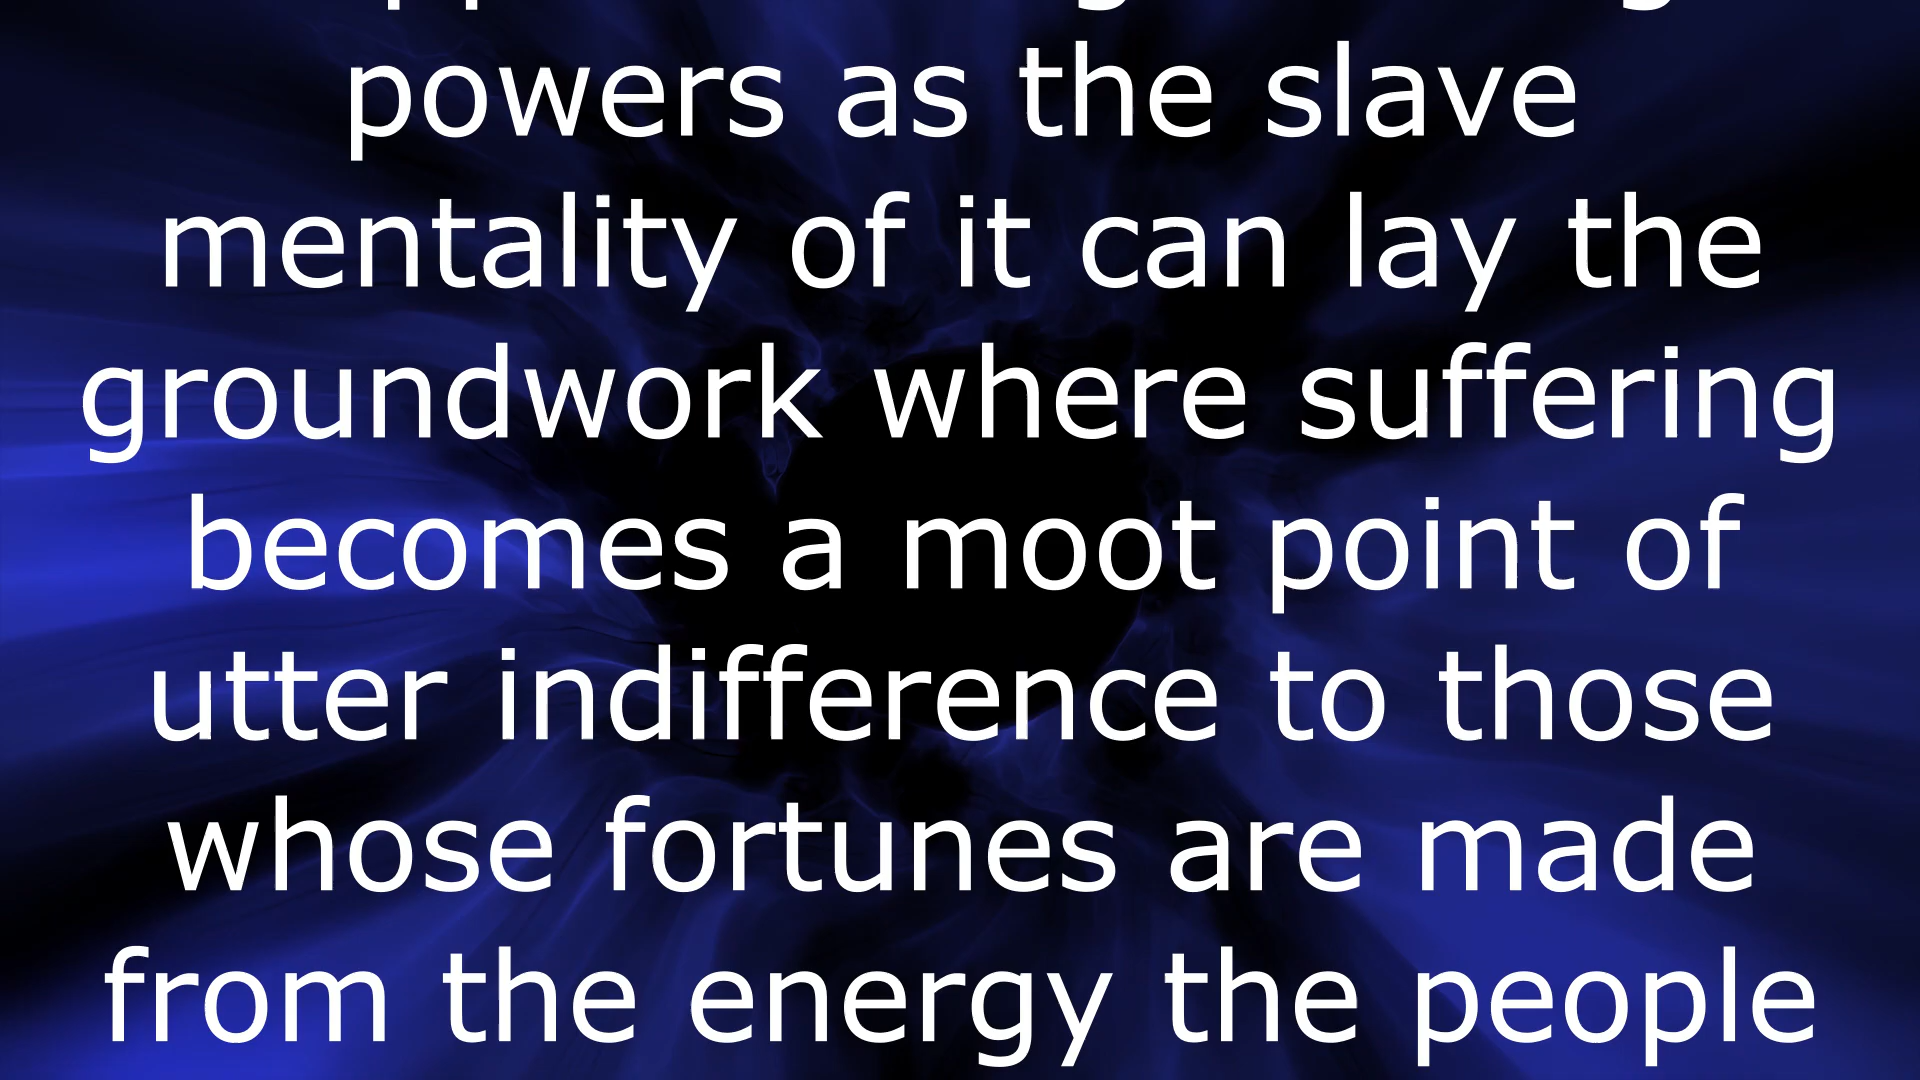 powers as the slave
mentality of it can lay the
groundwork where suffering
becomes a moot point of
utter indifference to those
whose fortunes are made
from the energy the people